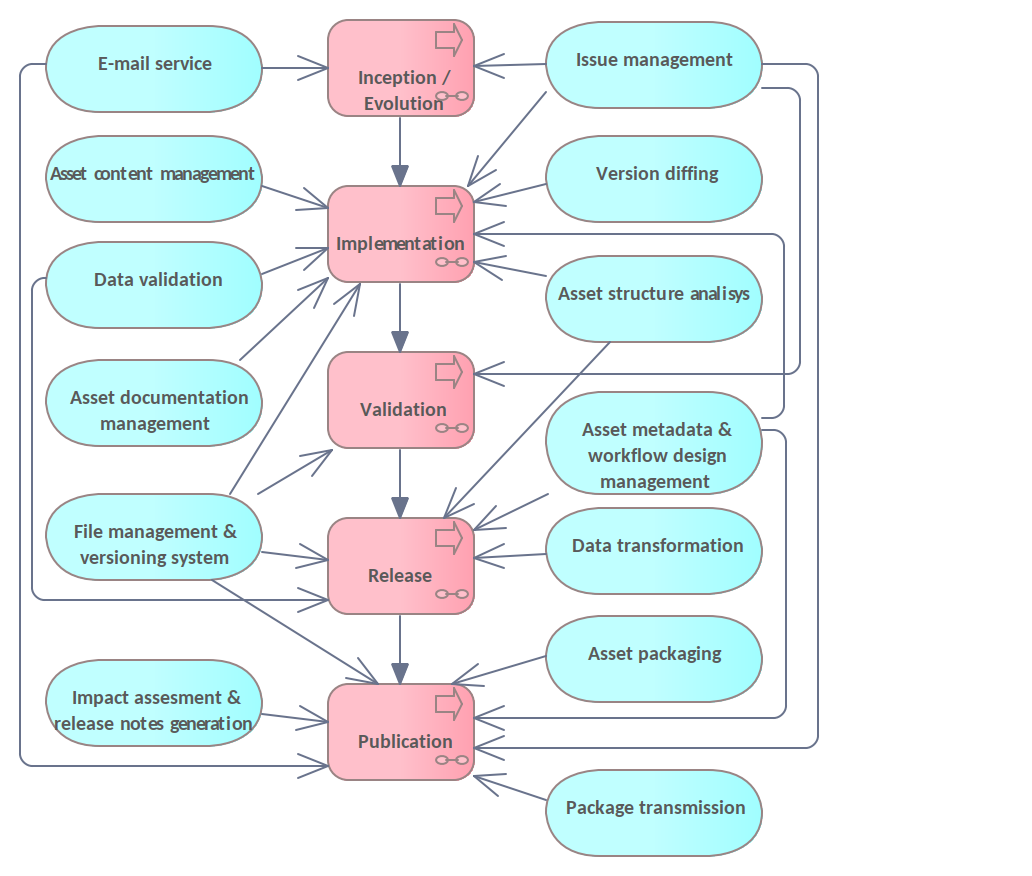 E-mail service
Inception /
Evolution
Issue management
Asset content management
Version diffing
Implementation
Data validation
Asset structure analisys
Asset documentation
management
Validation
Asset metadata &
workflow design
management
File management &
versioning system
Release
Data transformation
Asset packaging
Impact assesment &
release notes generation
Publication
Package transmission